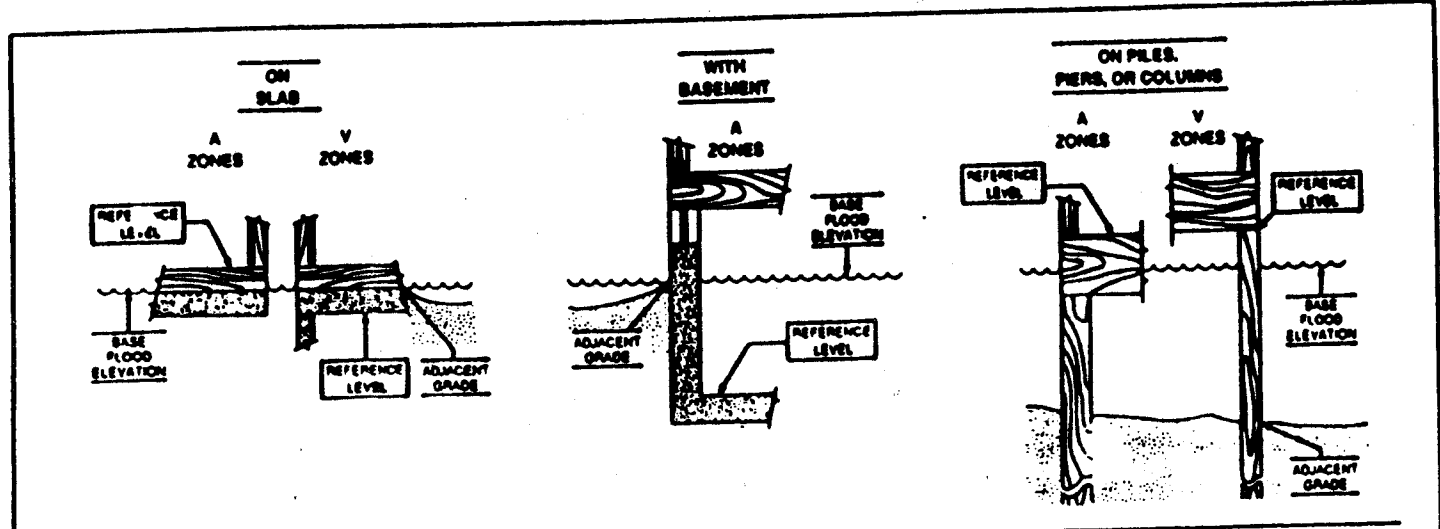 ON
SLAB
A
ZONES
V
ZONES
LEVEL
BASE
FLOOD
ELEVATION
REFERENCE
LEVEL
ADJACENT
GRADE
WITH
BASEMENT
A
ZONES
BASE
FLOOD
ELEVATION
ADJACENT
GRADE
REFERENCE
LEVEL
ON PILES,
PIERS, OR COLUMNS
A
ZONES
V
ZONES
REFERENCE
LEVEL
REFERENCE
LEVEL
BASE
FLOOD
ELEVATION
ADJACENT
GRADE